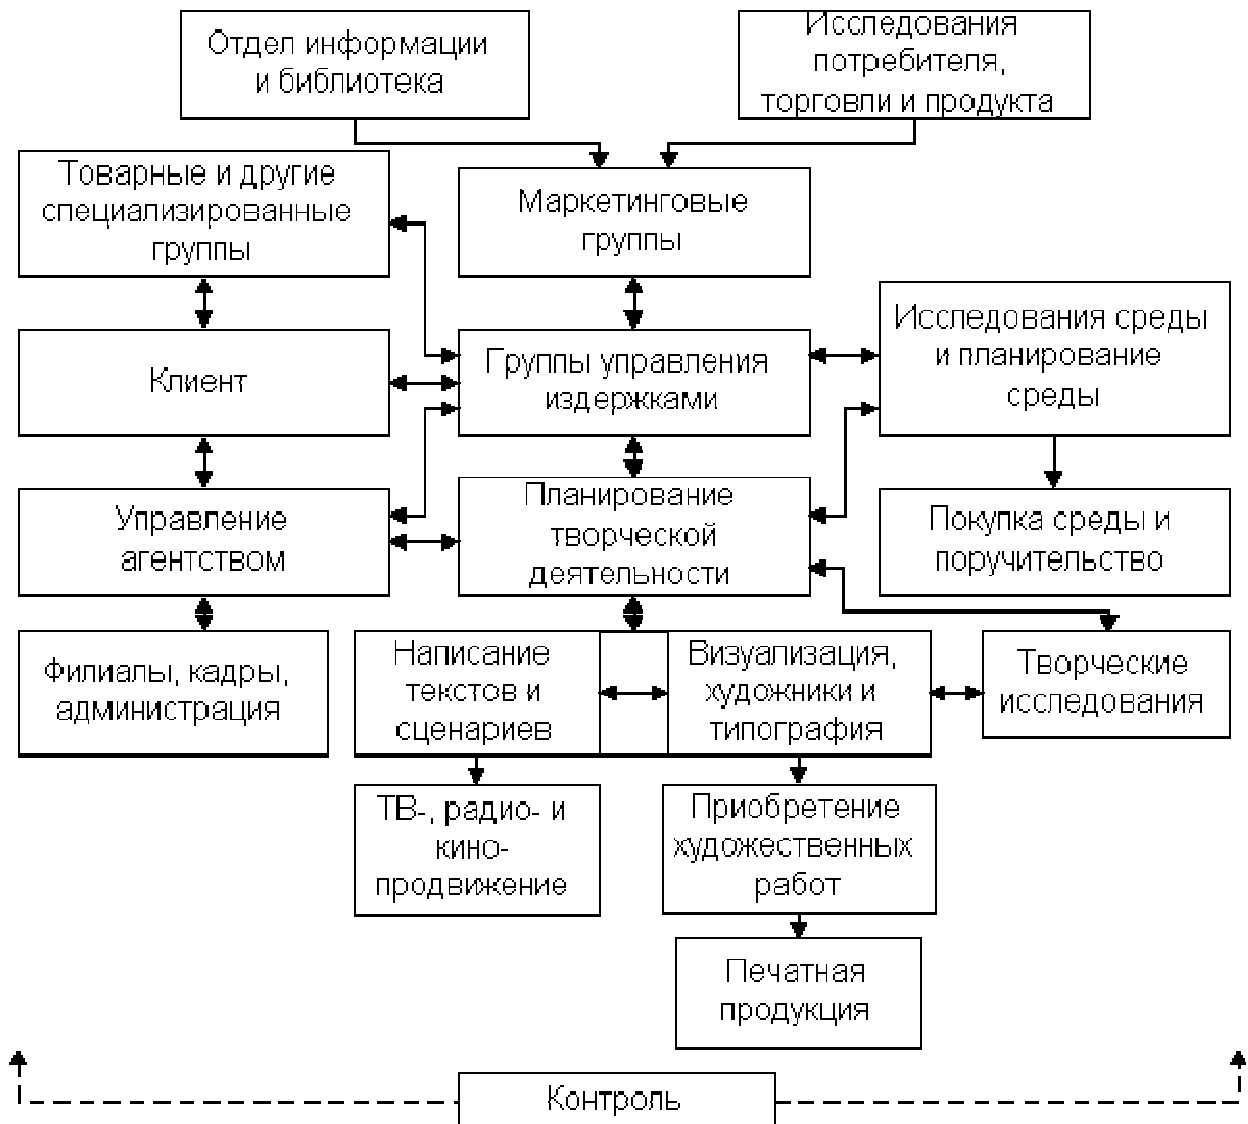 Отдел информации
и библиотека
Исследования
потребителя,
торговли и продукта
Товарные и другие
специализированные
группы
Маркетинговые
группы
Клиент
Группы управления
издержками
Исследования среды
и планирование
среды
Управление
агентством
Планирование
творческой
деятельности
Покупка среды и
поручительство
Филиалы, кадры,
администрация
Написание
текстов и
сценариев
Визуализация,
художники и
типография
Творческие
исследования
ТВ-, радио- и
кино-
продвижение
Приобретение
художественных
работ
Печатная
продукция
Контроль